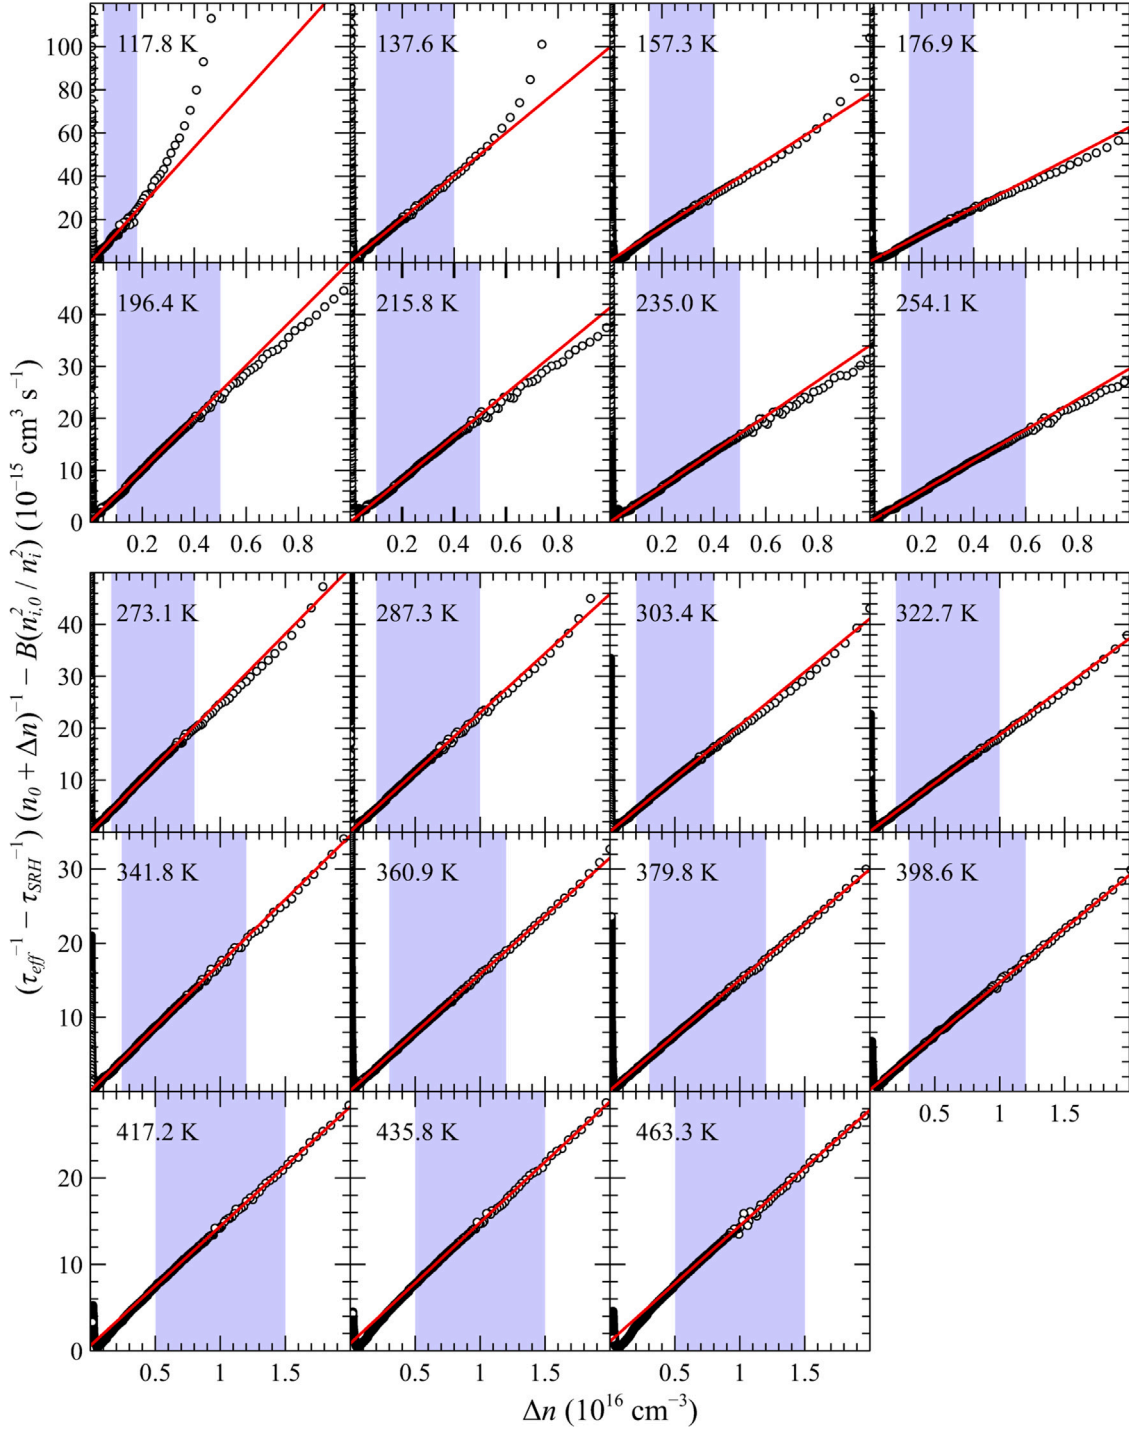 117.8 K 137.6 K 157.3 K 176.9 K
100
80
60
40
20
196.4 K 215.8 K 235.0 K 254.1 K
40
30
20
10
0
0.2 0.4 0.6 0.8 0.2 0.4 0.6 0.8 0.2 0.4 0.6 0.8 0.2 0.4 0.6 0.8
(τ_eff⁻¹ − τ_SRH⁻¹) (n₀ + Δn)⁻¹ − B(n²_{i,0} / n²_i) (10⁻¹⁵ cm³ s⁻¹)
273.1 K 287.3 K 303.4 K 322.7 K
40
30
20
10
341.8 K 360.9 K 379.8 K 398.6 K
30
20
10
0.5 1 1.5
417.2 K 435.8 K 463.3 K
20
10
0
0.5 1 1.5 0.5 1 1.5 0.5 1 1.5
Δn (10¹⁶ cm⁻³)